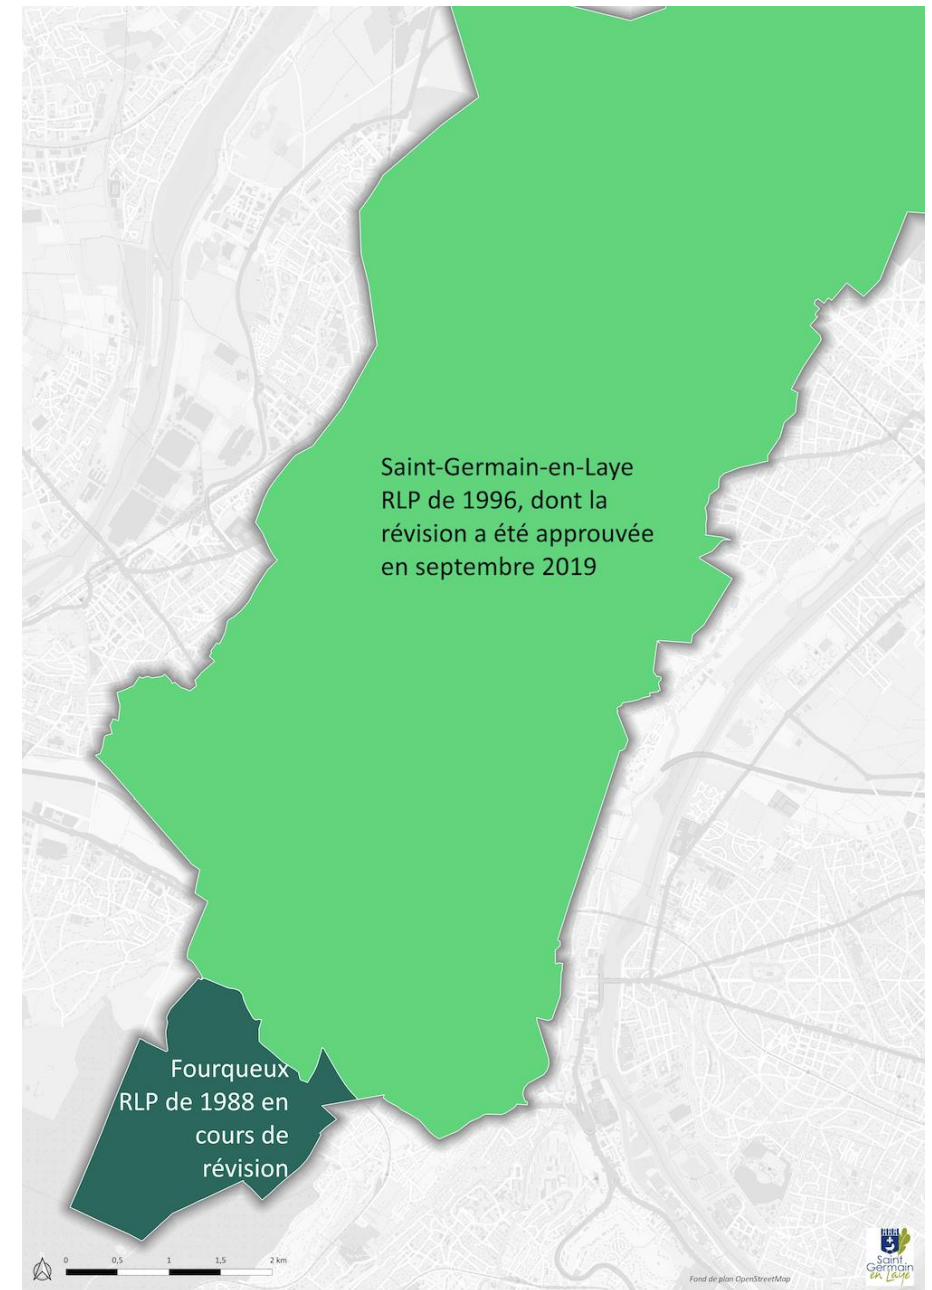 Saint-Germain-en-Laye
RLP de 1996, dont la
révision a été approuvée
en septembre 2019
Fourqueux
RLP de 1988 en
cours de
révision
0 0,5 1 1,5 2 km
Fond de plan OpenStreetMap
Saint
Germain
en Laye